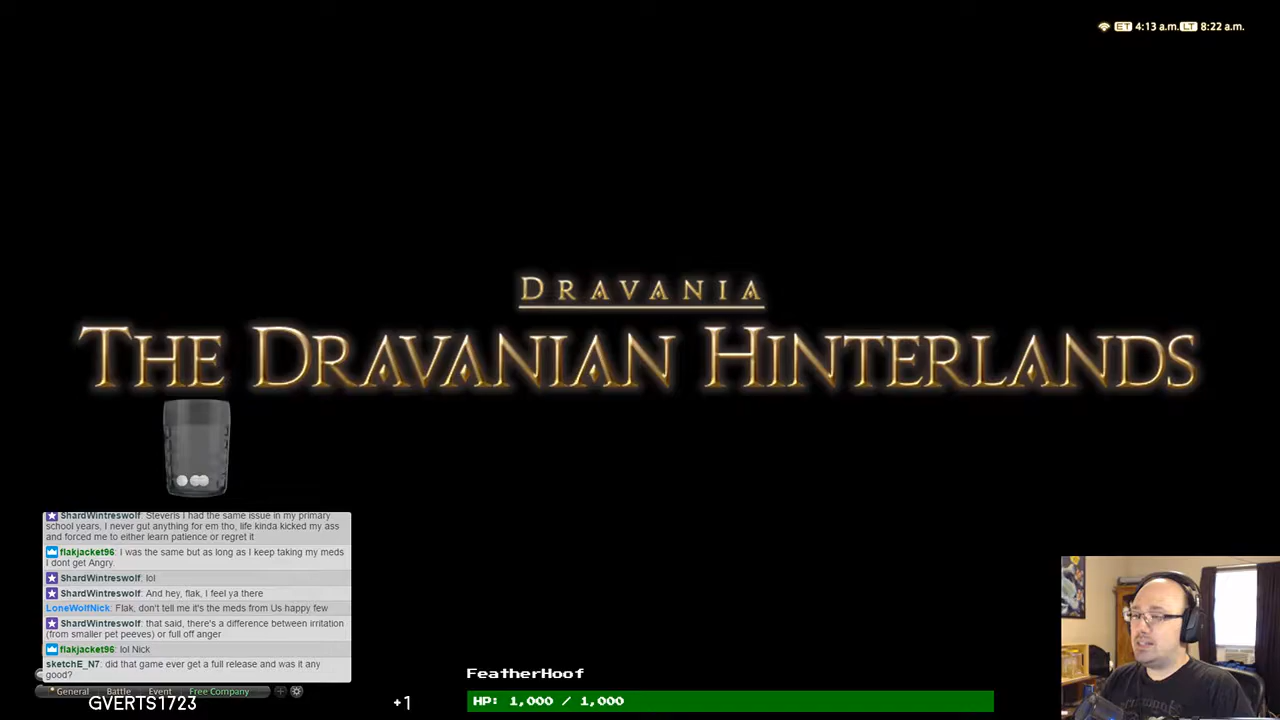 ET 4:13 a.m. LT 8:22 a.m.
DRAVANIA
THE DRAVANIAN HINTERLANDS
ShardWintreswolf: Steveris I had the same issue in my primary
school years, I never gut anything for em tho, life kinda kicked my ass
and forced me to either learn patience or regret it
flakjacket96: I was the same but as long as I keep taking my meds
I dont get Angry.
ShardWintreswolf: lol
ShardWintreswolf: And hey, flak, I feel ya there
LoneWolfNick: Flak, don't tell me it's the meds from Us happy few
ShardWintreswolf: that said, there's a difference between irritation
(from smaller pet peeves) or full off anger
flakjacket96: lol Nick
sketchE_N7: did that game ever get a full release and was it any
good?
General Battle Event Free Company
GVERTS1723 +1
FeatherHoof
HP: 1,000 / 1,000